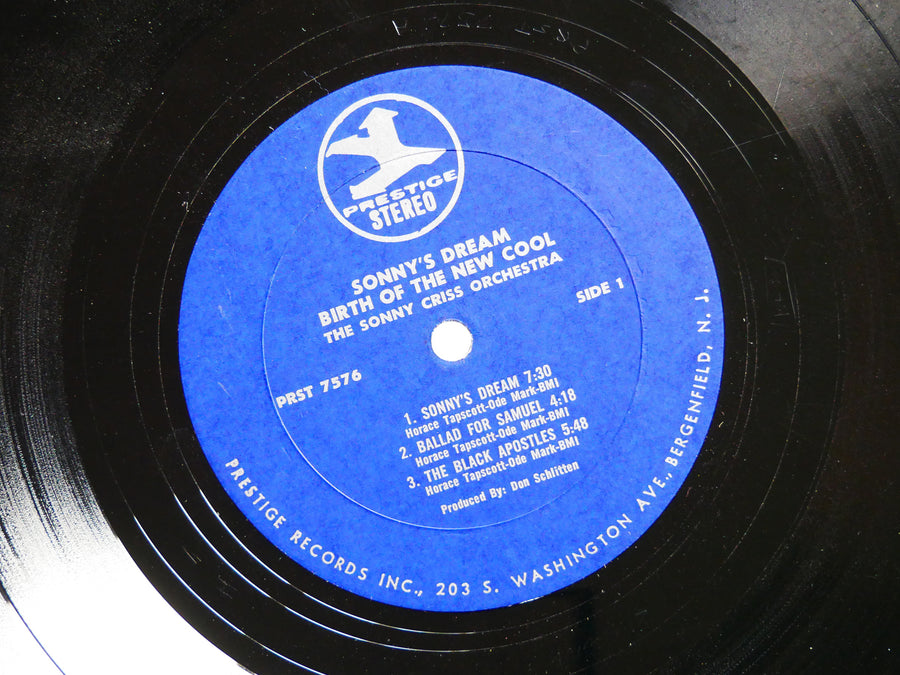 PRESTIGE
STEREO
SONNY'S DREAM
BIRTH OF THE NEW COOL
THE SONNY CRISS ORCHESTRA
SIDE 1
PRST 7576
1. SONNY'S DREAM 7:30
Horace Tapscott-Ode Mark-BMI
2. BALLAD FOR SAMUEL 4:18
Horace Tapscott-Ode Mark-BMI
3. THE BLACK APOSTLES 5:48
Horace Tapscott-Ode Mark-BMI
Produced By: Don Schlitten
PRESTIGE RECORDS INC., 203 S. WASHINGTON AVE., BERGENFIELD, N. J.